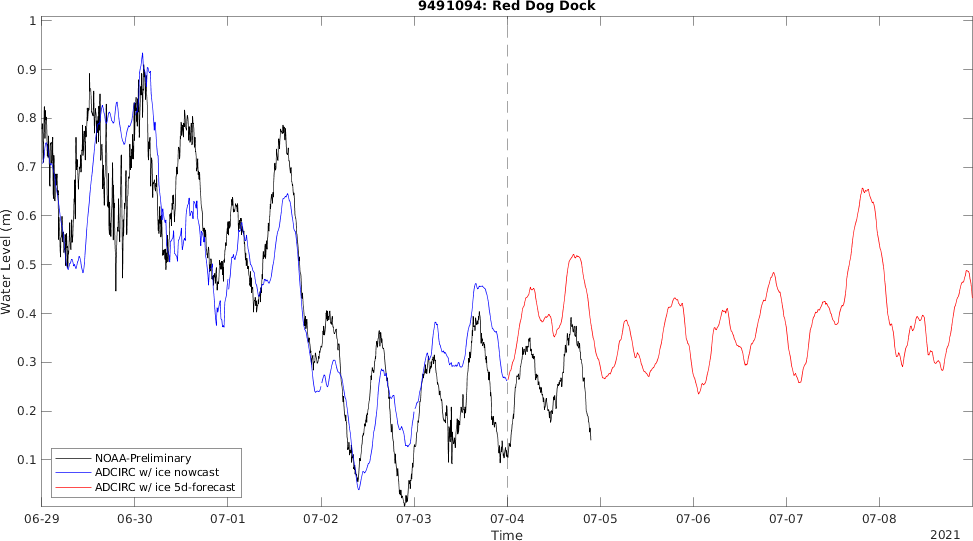 9491094: Red Dog Dock
1
0.9
0.8
0.7
0.6
0.5
0.4
0.3
0.2
0.1
Water Level (m)
NOAA-Preliminary
ADCIRC w/ ice nowcast
ADCIRC w/ ice 5d-forecast
06-29 06-30 07-01 07-02 07-03 07-04 07-05 07-06 07-07 07-08
Time
2021